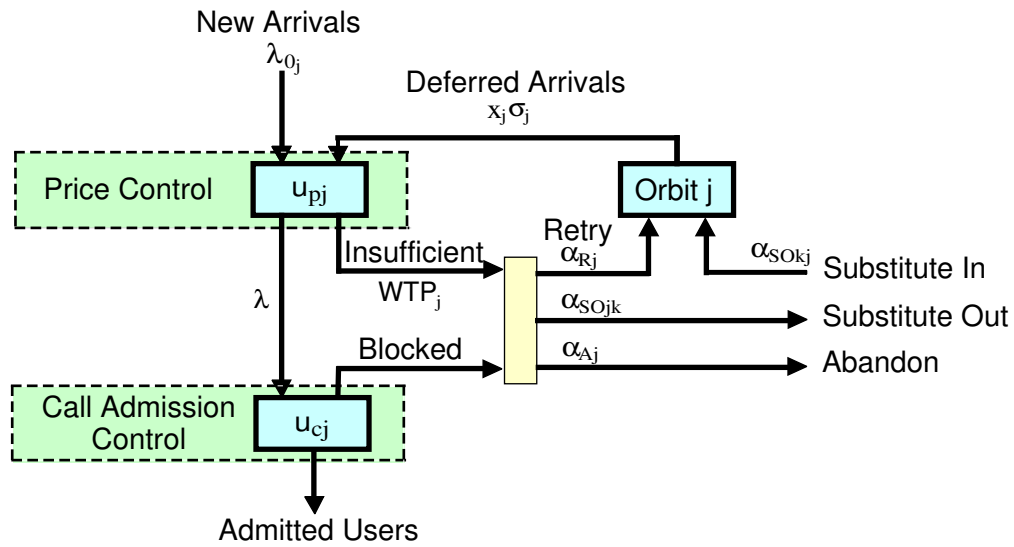 New Arrivals
λ0j
Deferred Arrivals
xjσj
Price Control
upj
Orbit j
Insufficient
WTPj
Retry
αRj
αSOkj
Substitute In
λ
αSOjk
Substitute Out
Blocked
αAj
Abandon
Call Admission
Control
ucj
Admitted Users